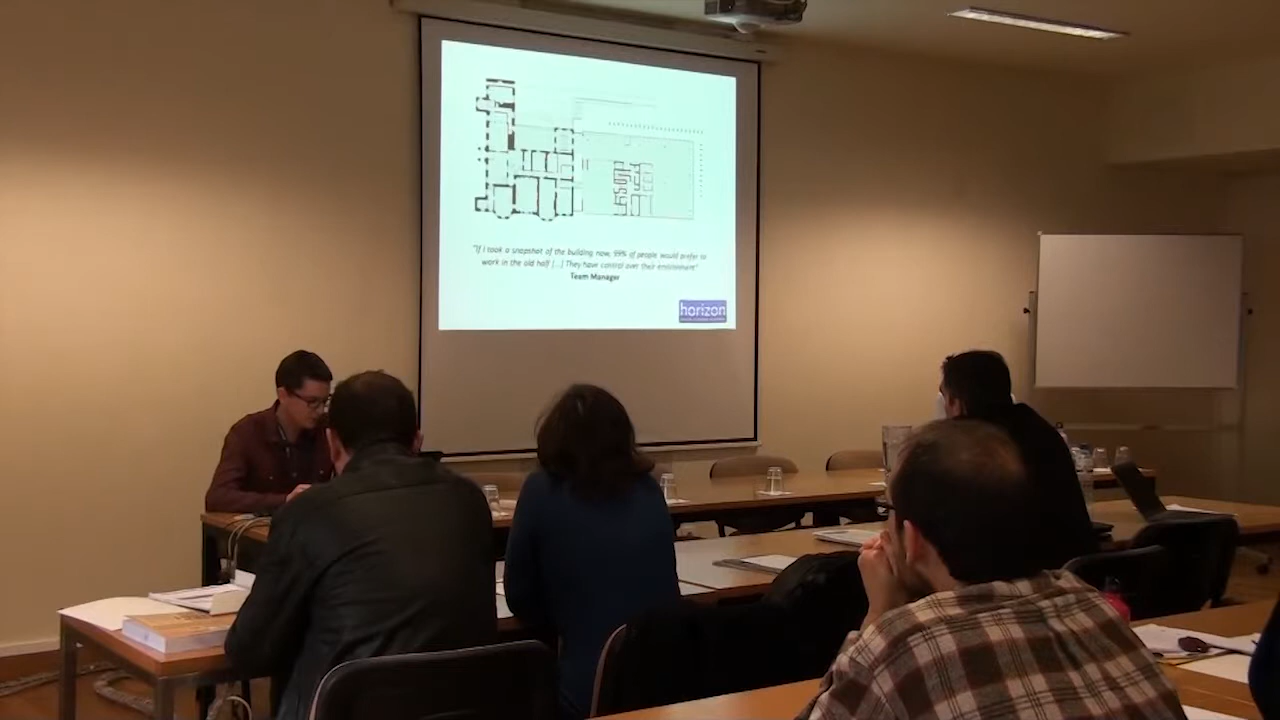 "If I took a snapshot of the building now, 99% of people would prefer to
work in the old half [...] They have control over their environment"
Team Manager
horizon